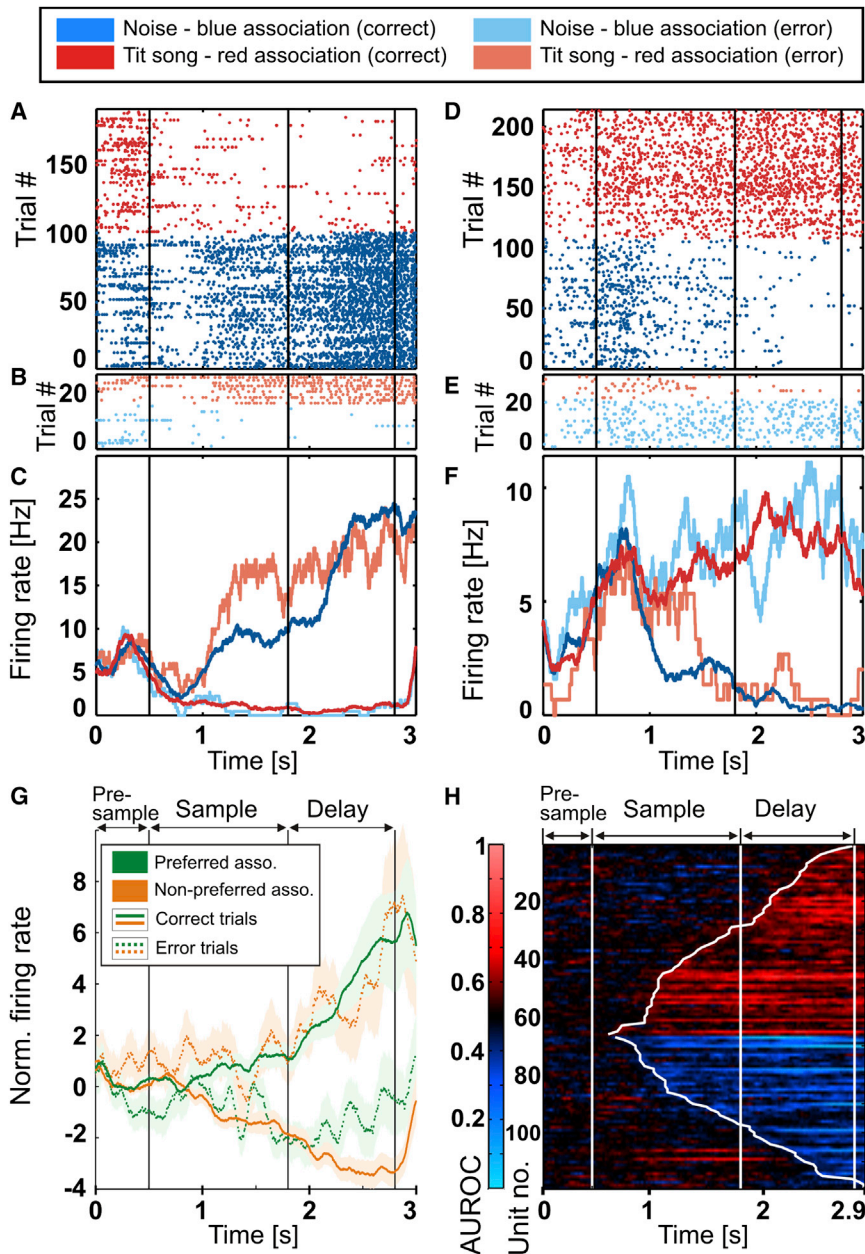 Noise - blue association (correct)
Noise - blue association (error)
Tit song - red association (correct)
Tit song - red association (error)
A
Trial #
150
100
50
0
B
Trial #
20
0
C
Firing rate [Hz]
25
20
15
10
5
0
0
1
2
3
Time [s]
D
Trial #
200
150
100
50
0
E
Trial #
20
0
F
Firing rate [Hz]
10
5
0
0
1
2
3
Time [s]
G
Pre-
sample
Sample
Delay
Norm. firing rate
8
6
4
2
0
-2
-4
Preferred asso.
Non-preferred asso.
Correct trials
Error trials
0
1
2
3
Time [s]
H
Pre-
sample
Sample
Delay
AUROC
1
0.8
0.6
0.4
0.2
Unit no.
20
40
60
80
100
0
1
2
2.9
Time [s]